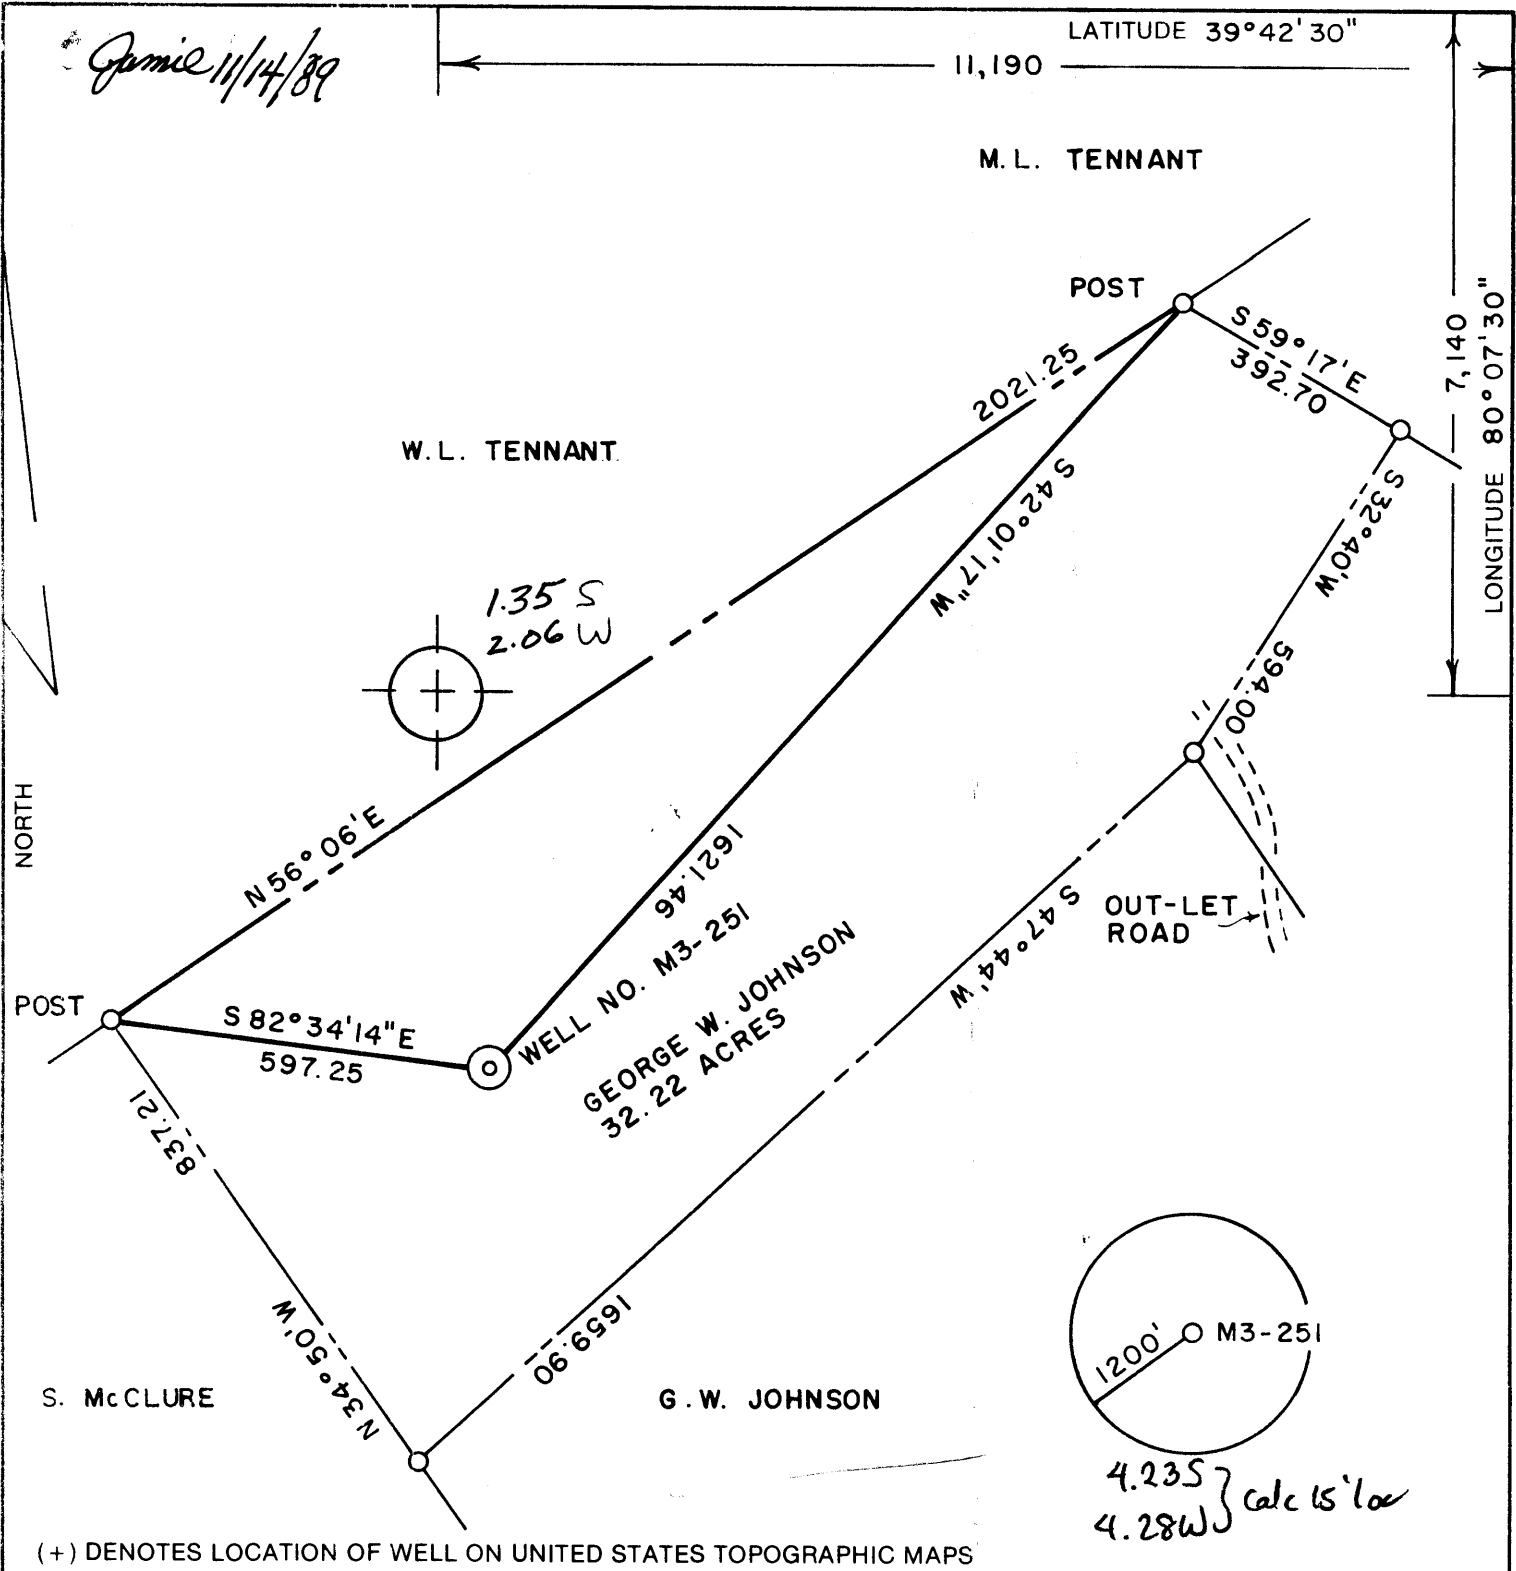 Jamie 11/14/89
LATITUDE 39°42'30"
11,190
M.L. TENNANT
POST
S 59° 17' E
392.70
7,140
LONGITUDE 80°07'30"
2021.25
W.L. TENNANT
S 42°01'17" W
S 32°40' W
1.35 S
2.06 W
594.00
NORTH
N 56° 06' E
1621.46
OUT-LET
ROAD
S 47°44' W
WELL NO. M3-251
GEORGE W. JOHNSON
32.22 ACRES
POST
S 82°34'14" E
597.25
837.21
N 34°50' W
1659.90
1200'
M3-251
S. McCLURE
G.W. JOHNSON
4.23S
4.28W
calc 15' loc
(+) DENOTES LOCATION OF WELL ON UNITED STATES TOPOGRAPHIC MAPS